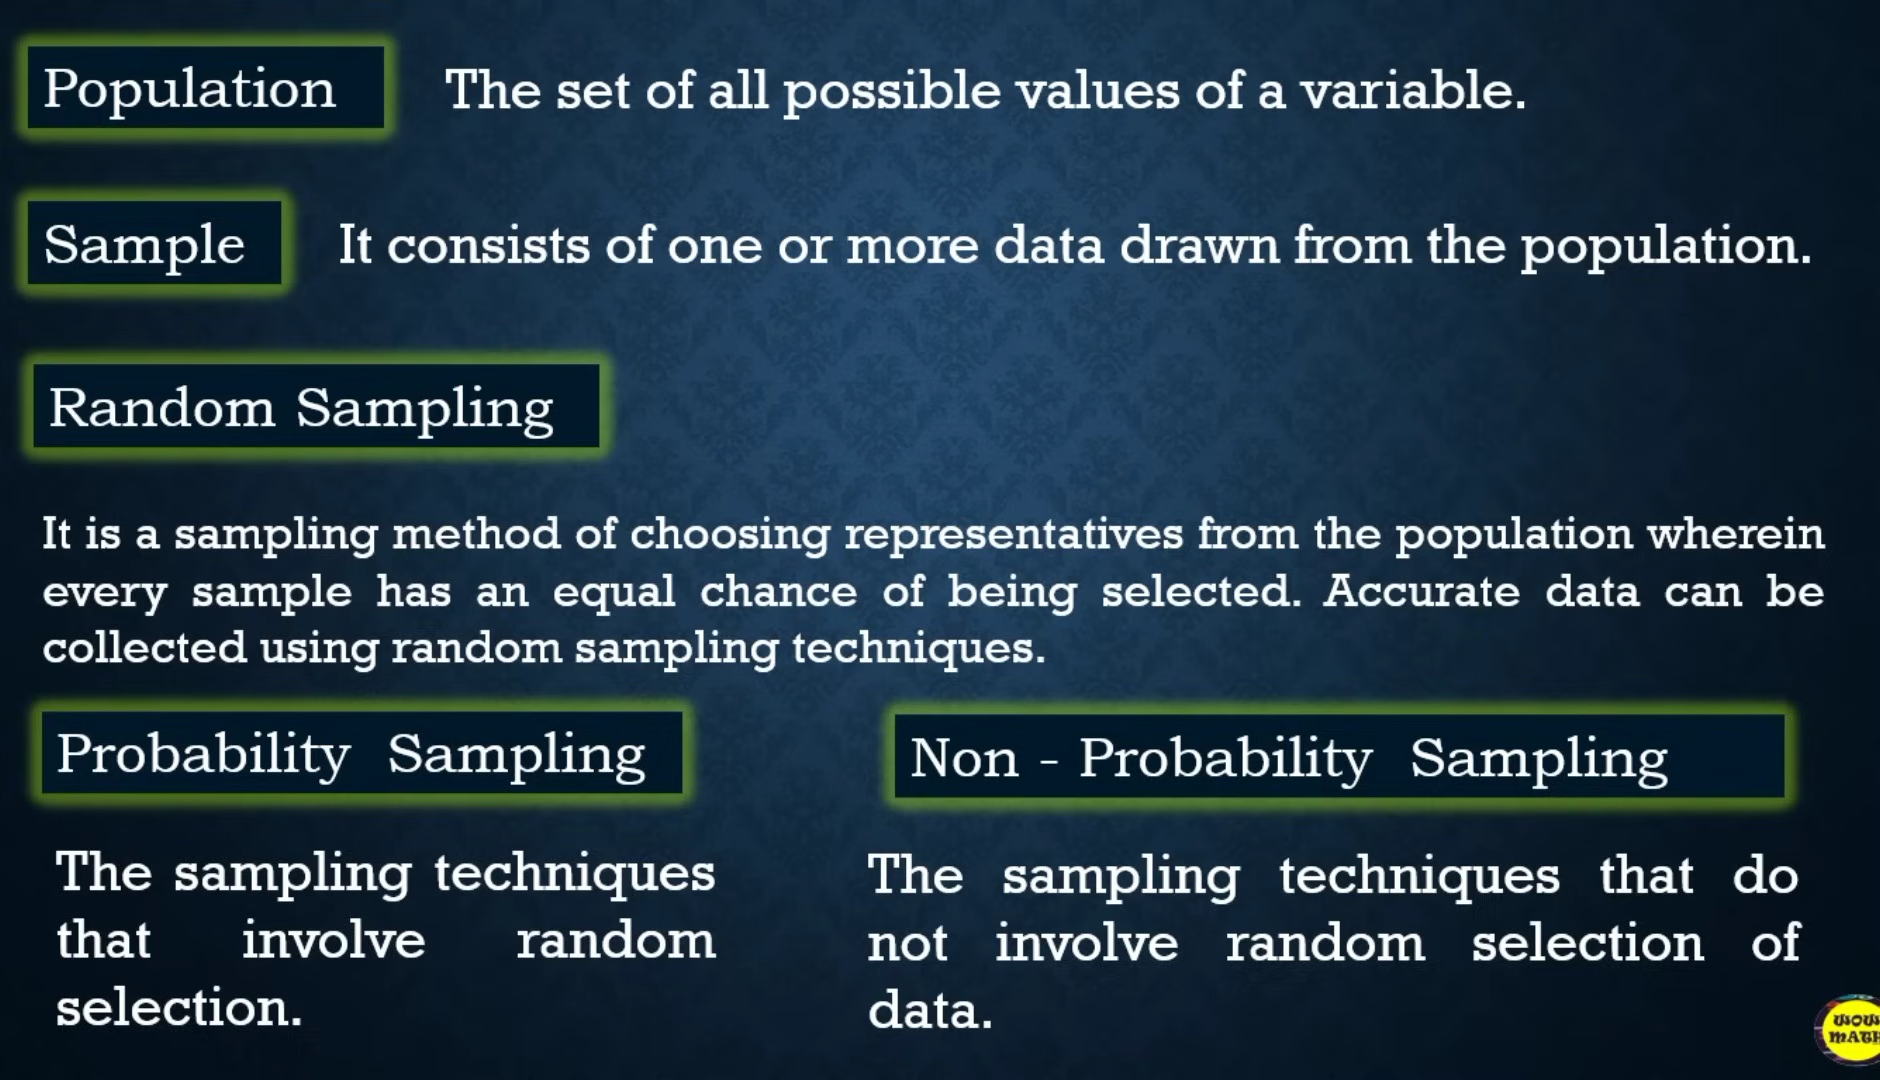 Population
The set of all possible values of a variable.
Sample
It consists of one or more data drawn from the population.
Random Sampling
It is a sampling method of choosing representatives from the population wherein
every sample has an equal chance of being selected. Accurate data can be
collected using random sampling techniques.
Probability Sampling
The sampling techniques
that involve random
selection.
Non - Probability Sampling
The sampling techniques that do
not involve random selection of
data.
WOW
MATH